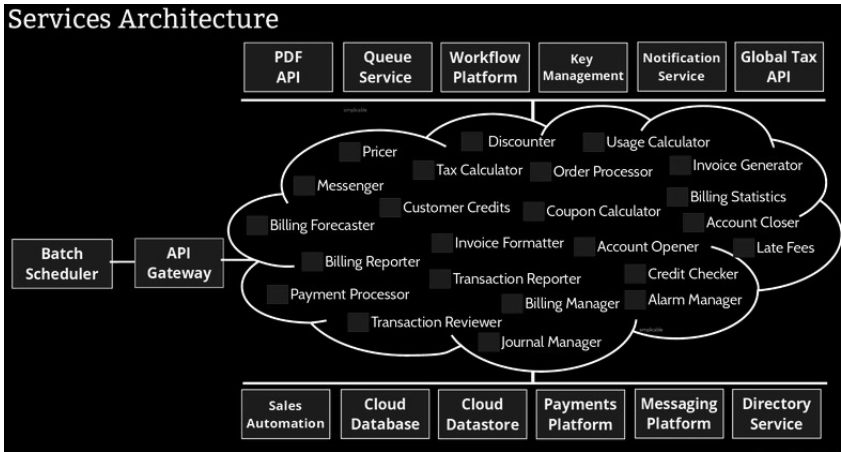 Services Architecture
PDF
API
Queue
Service
Workflow
Platform
Key
Management
Notification
Service
Global Tax
API
Discounter
Usage Calculator
Pricer
Tax Calculator
Order Processor
Invoice Generator
Messenger
Billing Statistics
Customer Credits
Coupon Calculator
Billing Forecaster
Account Closer
Invoice Formatter
Account Opener
Late Fees
Batch
Scheduler
API
Gateway
Billing Reporter
Transaction Reporter
Credit Checker
Payment Processor
Billing Manager
Alarm Manager
Transaction Reviewer
Journal Manager
Sales
Automation
Cloud
Database
Cloud
Datastore
Payments
Platform
Messaging
Platform
Directory
Service